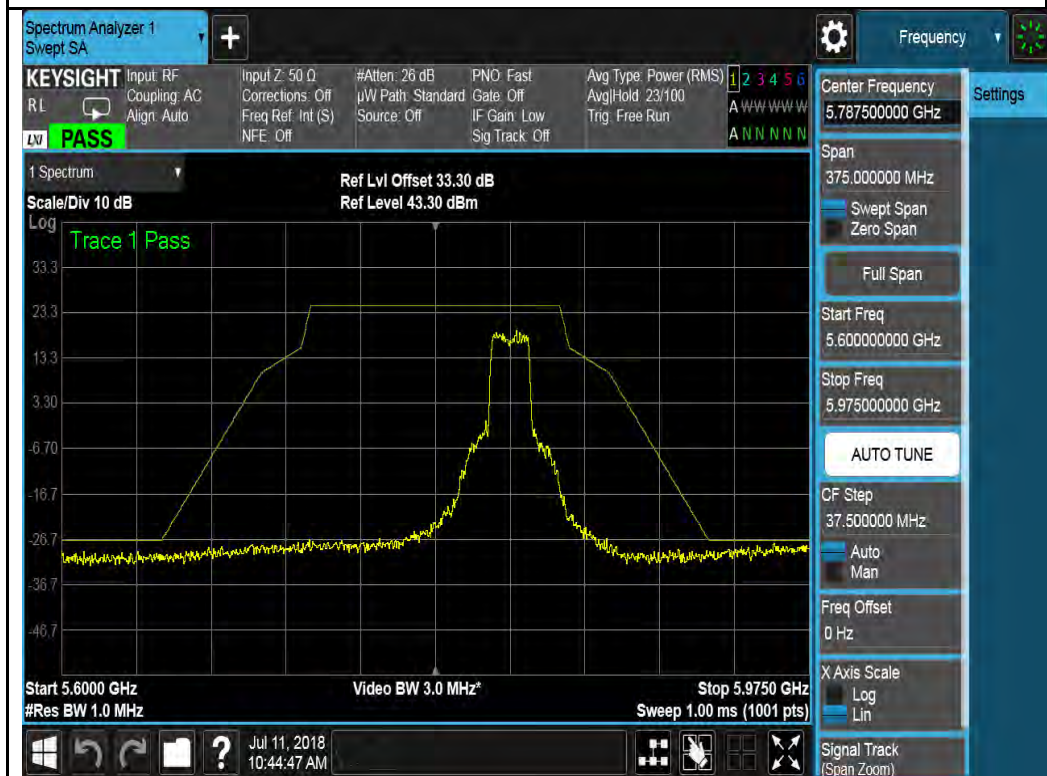 Spectrum Analyzer 1
Swept SA
+
Frequency
KEYSIGHT
RL
LXI PASS
Input: RF
Coupling: AC
Align: Auto
Input Z: 50 Ω
Corrections: Off
Freq Ref: Int (S)
NFE: Off
#Atten: 26 dB
µW Path: Standard
Source: Off
PNO: Fast
Gate: Off
IF Gain: Low
Sig Track: Off
Avg Type: Power (RMS)
Avg|Hold: 23/100
Trig: Free Run
1 2 3 4 5 6
A W W W W W
A N N N N N
1 Spectrum
Scale/Div 10 dB
Ref Lvl Offset 33.30 dB
Ref Level 43.30 dBm
Log
Trace 1 Pass
33.3
23.3
13.3
3.30
-6.70
-16.7
-26.7
-36.7
-46.7
Start 5.6000 GHz
#Res BW 1.0 MHz
Video BW 3.0 MHz*
Stop 5.9750 GHz
Sweep 1.00 ms (1001 pts)
?
Jul 11, 2018
10:44:47 AM
Center Frequency
5.787500000 GHz
Settings
Span
375.000000 MHz
Swept Span
Zero Span
Full Span
Start Freq
5.600000000 GHz
Stop Freq
5.975000000 GHz
AUTO TUNE
CF Step
37.500000 MHz
Auto
Man
Freq Offset
0 Hz
X Axis Scale
Log
Lin
Signal Track
(Span Zoom)